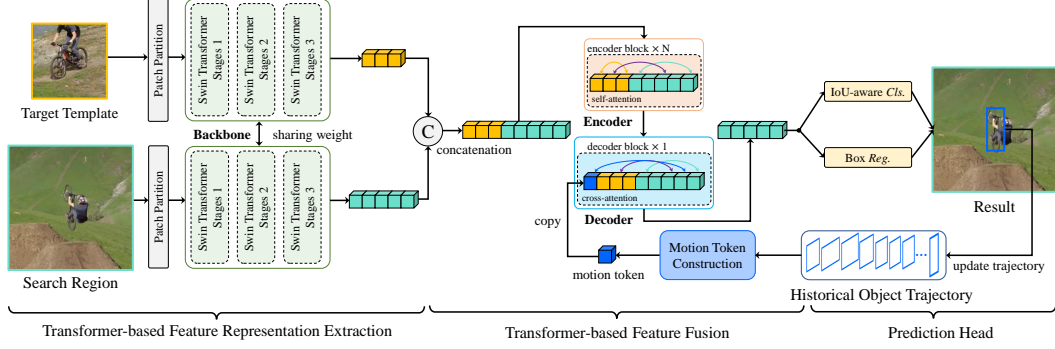 Target Template
Patch Partition
Swin Transformer
Stages 1
Swin Transformer
Stages 2
Swin Transformer
Stages 3
Backbone
sharing weight
Search Region
Patch Partition
Swin Transformer
Stages 1
Swin Transformer
Stages 2
Swin Transformer
Stages 3
C
concatenation
encoder block × N
self-attention
Encoder
decoder block × 1
cross-attention
Decoder
copy
motion token
Motion Token
Construction
IoU-aware Cls.
Box Reg.
Result
update trajectory
Historical Object Trajectory
Transformer-based Feature Representation Extraction
Transformer-based Feature Fusion
Prediction Head